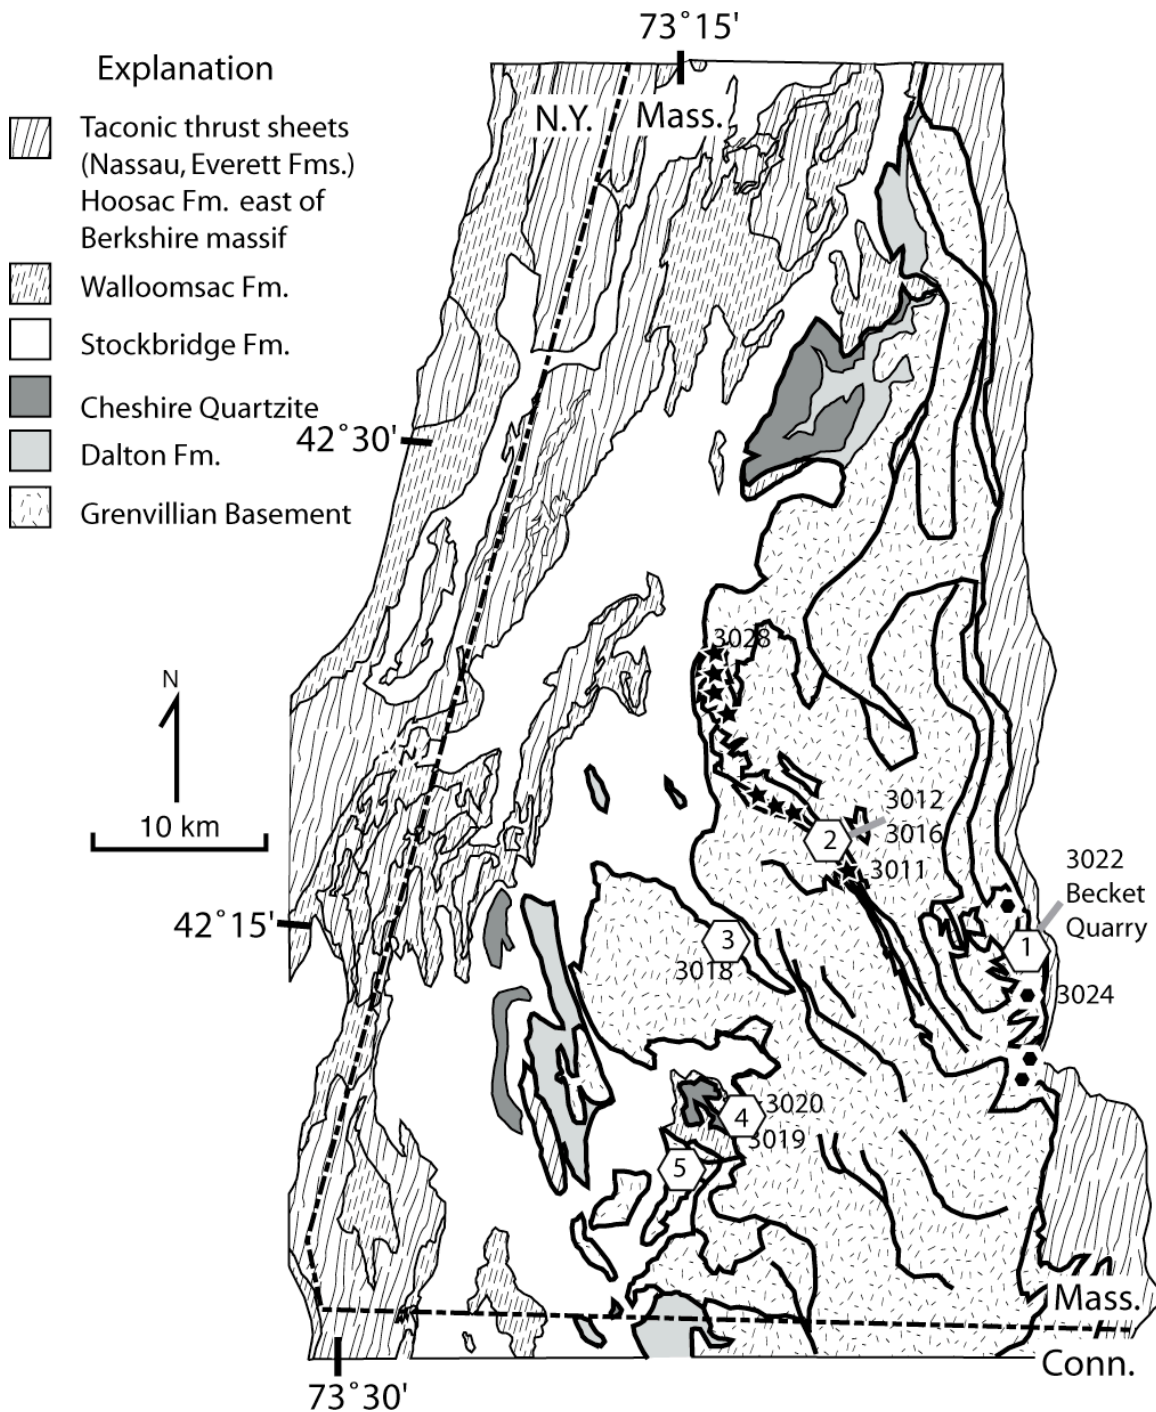 73˚15'
Explanation
Taconic thrust sheets
(Nassau, Everett Fms.)
Hoosac Fm. east of
Berkshire massif
Walloomsac Fm.
Stockbridge Fm.
Cheshire Quartzite
Dalton Fm.
Grenvillian Basement
N.Y.
Mass.
42˚30'
N
10 km
42˚15'
3028
3012
3016
2
3011
3022
Becket
Quarry
1
3
3018
3024
3020
4
3019
5
Mass.
Conn.
73˚30'